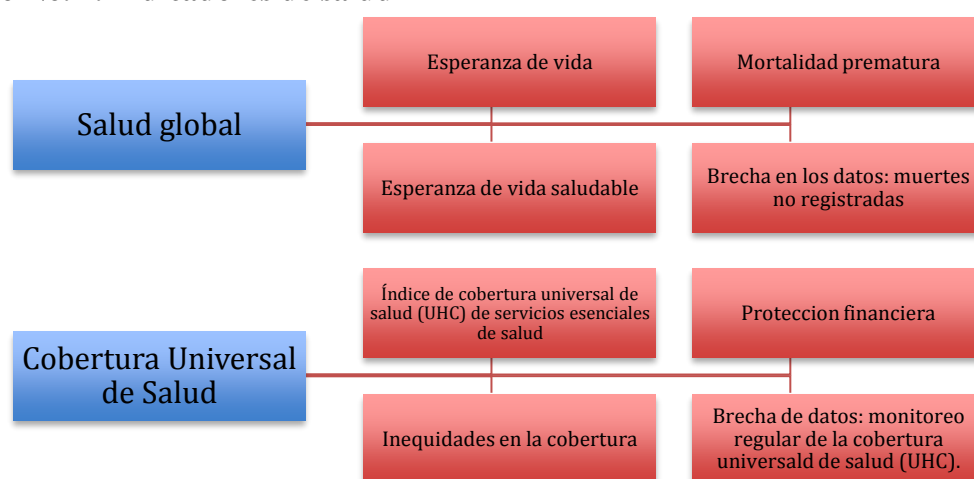 Esperanza de vida
Mortalidad prematura
Salud global
Esperanza de vida saludable
Brecha en los datos: muertes
no registradas
Índice de cobertura universal de
salud (UHC) de servicios esenciales
de salud
Proteccion financiera
Cobertura Universal
de Salud
Inequidades en la cobertura
Brecha de datos: monitoreo
regular de la cobertura
universald de salud (UHC).